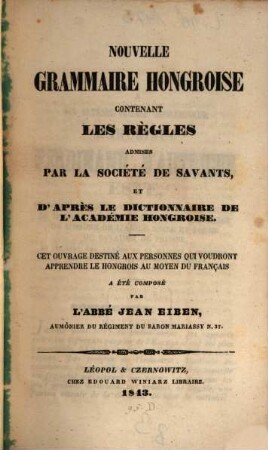 NOUVELLE
GRAMMAIRE HONGROISE
CONTENANT
LES RÈGLES
ADMISES
PAR LA SOCIÉTÉ DE SAVANTS,
ET
D'APRÈS LE DICTIONNAIRE DE
L'ACADÉMIE HONGROISE.
CET OUVRAGE DESTINÉ AUX PERSONNES QUI VOUDRONT
APPRENDRE LE HONGROIS AU MOYEN DU FRANÇAIS
A ÉTÉ COMPOSÉ
PAR
L'ABBÉ JEAN EIBEN,
AUMÔNIER DU RÉGIMENT DU BARON MARIASSY N. 37.
LÉOPOL & CZERNOWITZ,
CHEZ EDOUARD WINIARZ LIBRAIRE.
1843.